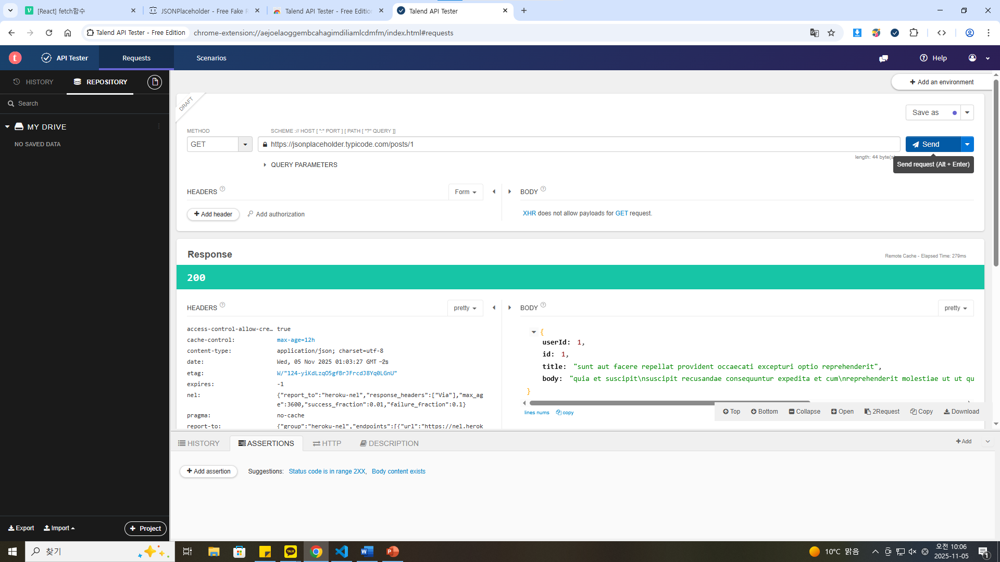 [React] fetch함수
JSONPlaceholder - Free Fake R
Talend API Tester - Free Edition
Talend API Tester
Talend API Tester - Free Edition
chrome-extension://aejoelaoggembcahagimdiliamlcdmfm/index.html#requests
t
API Tester
Requests
Scenarios
Help
HISTORY
REPOSITORY
Add an environment
Search
DRAFT
Save as
MY DRIVE
METHOD
SCHEME :// HOST [ ":" PORT ] [ PATH [ "?" QUERY ]]
NO SAVED DATA
GET
https://jsonplaceholder.typicode.com/posts/1
Send
length: 44 byte(s)
QUERY PARAMETERS
Send request (Alt + Enter)
HEADERS
Form
BODY
Add header
Add authorization
XHR does not allow payloads for GET request.
Response
Remote Cache - Elapsed Time: 279ms
200
HEADERS
pretty
BODY
pretty
access-control-allow-cre… true
cache-control: max-age=12h
content-type: application/json; charset=utf-8
date: Wed, 05 Nov 2025 01:03:27 GMT -2s
etag: W/"124-yiKdLzqO5gfBrJFrcdJ8Yq0LGnU"
expires: -1
nel: {"report_to":"heroku-nel","response_headers":["Via"],"max_ag
e":3600,"success_fraction":0.01,"failure_fraction":0.1}
pragma: no-cache
report-to: {"group":"heroku-nel","endpoints":[{"url":"https://nel.herok
{
userId: 1,
id: 1,
title: "sunt aut facere repellat provident occaecati excepturi optio reprehenderit",
body: "quia et suscipit\nsuscipit recusandae consequuntur expedita et cum\nreprehenderit molestiae ut ut qu
}
lines nums
copy
Top
Bottom
Collapse
Open
2Request
Copy
Download
HISTORY
ASSERTIONS
HTTP
DESCRIPTION
Add
Add assertion
Suggestions: Status code is in range 2XX, Body content exists
Export
Import
Project
찾기
TALK
10°C 맑음
오전 10:06
2025-11-05
1